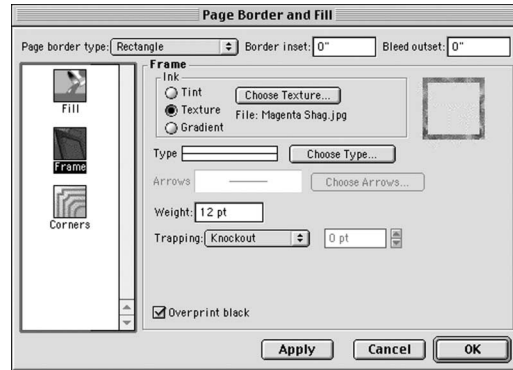 Page Border and Fill
Page border type: Rectangle Border inset: 0" Bleed outset: 0"
Fill
Frame
Corners
Frame
Ink
Tint
Texture
Gradient
Choose Texture...
File: Magenta Shag.jpg
Type Choose Type...
Arrows Choose Arrows...
Weight: 12 pt
Trapping: Knockout 0 pt
Overprint black
Apply Cancel OK